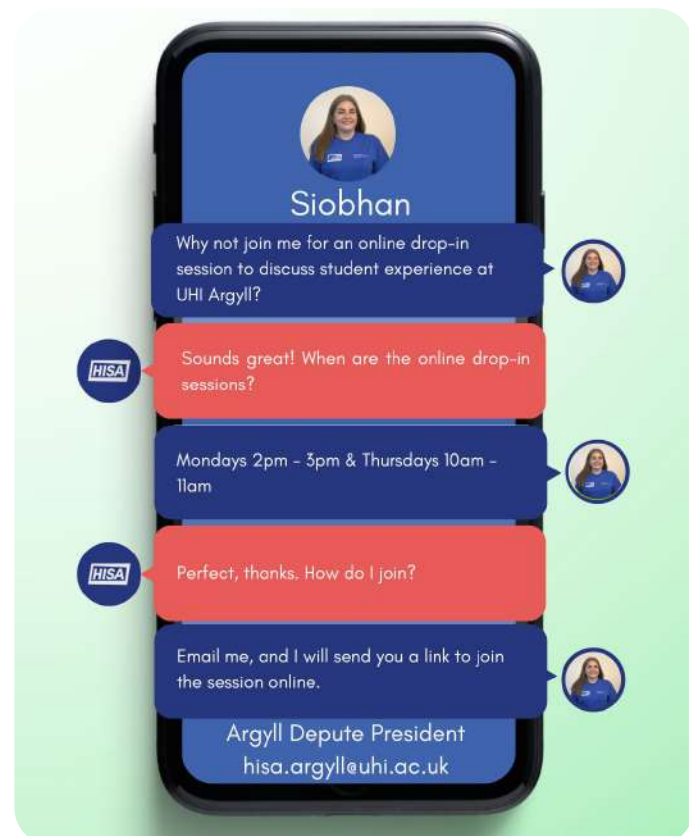 Siobhan
Why not join me for an online drop-in
session to discuss student experience at
UHI Argyll?
HISA
Sounds great! When are the online drop-in
sessions?
Mondays 2pm - 3pm & Thursdays 10am -
11am
HISA
Perfect, thanks. How do I join?
Email me, and I will send you a link to join
the session online.
Argyll Depute President
hisa.argyll@uhi.ac.uk